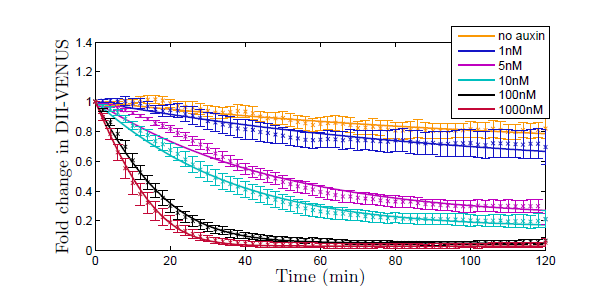 no auxin
1nM
5nM
10nM
100nM
1000nM
1.4
1.2
1
0.8
0.6
0.4
0.2
0
Fold change in DII-VENUS
0 20 40 60 80 100 120
Time (min)